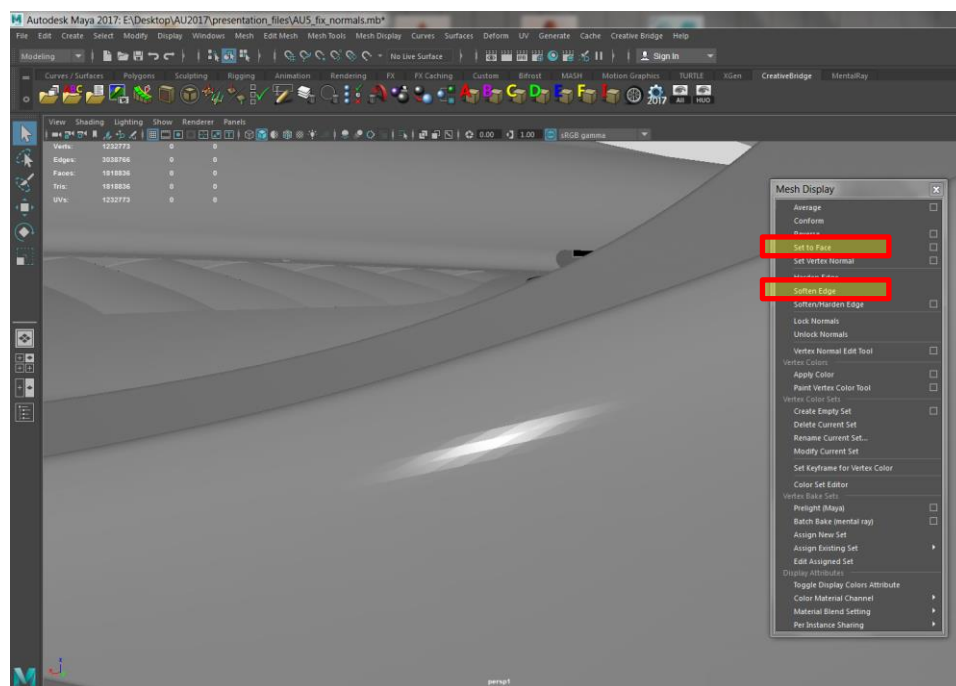 Autodesk Maya 2017: E:\Desktop\AU2017\presentation_files\AU5_fix_normals.mb*
File Edit Create Select Modify Display Windows Mesh Edit Mesh Mesh Tools Mesh Display Curves Surfaces Deform UV Generate Cache Creative Bridge Help
Modeling No Live Surface Sign In
Curves / Surfaces Polygons Sculpting Rigging Animation Rendering FX FX Caching Custom Bifrost MASH Motion Graphics TURTLE XGen CreativeBridge MentalRay
ABC A B C D E F 2017 All HUO
View Shading Lighting Show Renderer Panels
0.00 1.00 sRGB gamma
Verts: 1232773 0 0
Edges: 3038766 0 0
Faces: 1818836 0 0
Tris: 1818836 0 0
UVs: 1232773 0 0
Mesh Display
Average
Conform
Reverse
Set to Face
Set Vertex Normal
Harden Edge
Soften Edge
Soften/Harden Edge
Lock Normals
Unlock Normals
Vertex Normal Edit Tool
Vertex Colors
Apply Color
Paint Vertex Color Tool
Vertex Color Sets
Create Empty Set
Delete Current Set
Rename Current Set...
Modify Current Set
Set Keyframe for Vertex Color
Color Set Editor
Vertex Bake Sets
Prelight (Maya)
Batch Bake (mental ray)
Assign New Set
Assign Existing Set
Edit Assigned Set
Display Attributes
Toggle Display Colors Attribute
Color Material Channel
Material Blend Setting
Per Instance Sharing
persp1